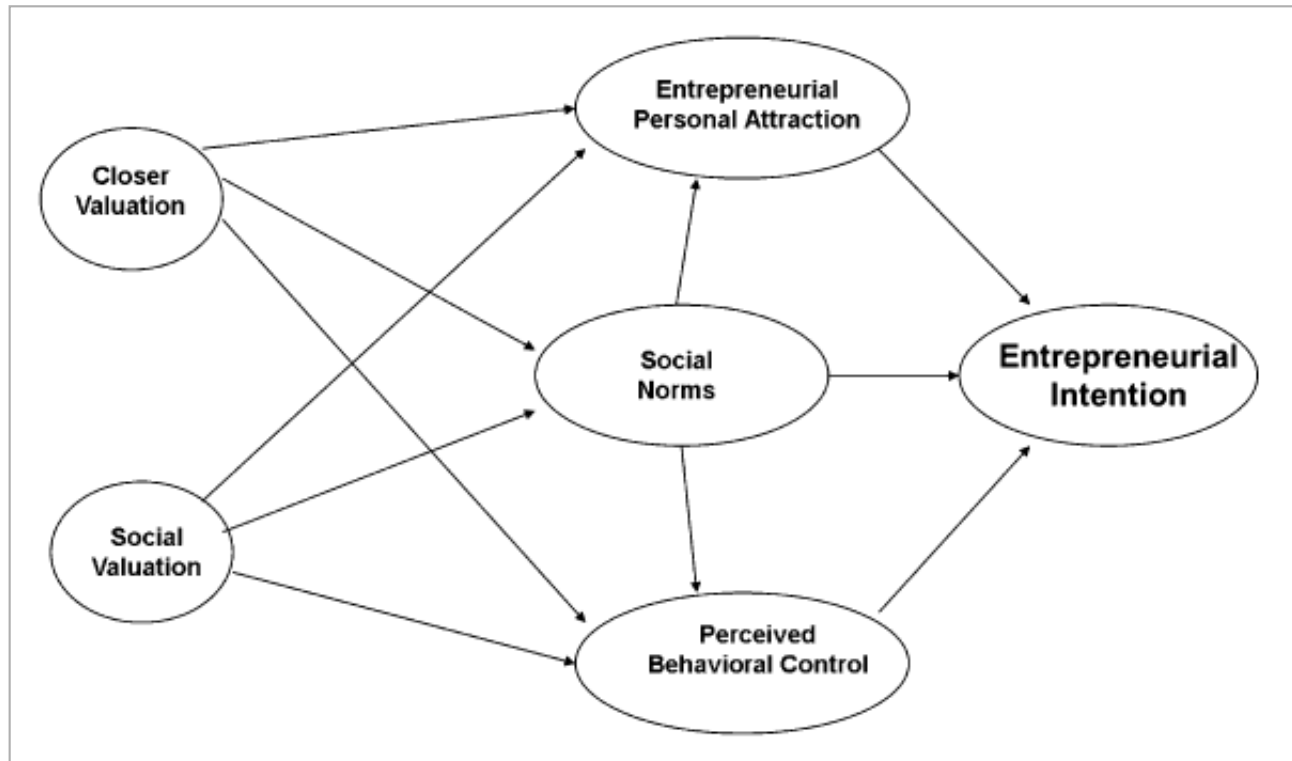 Entrepreneurial
Personal Attraction
Closer
Valuation
Social
Norms
Entrepreneurial
Intention
Social
Valuation
Perceived
Behavioral Control